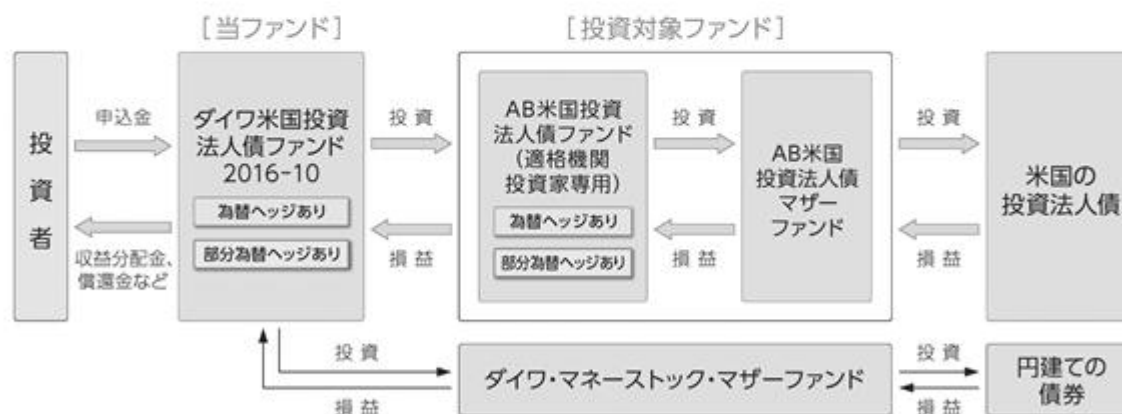 [当ファンド]
[投資対象ファンド]
投資者
申込金
収益分配金、
償還金など
ダイワ米国投資
法人債ファンド
2016-10
為替ヘッジあり
部分為替ヘッジあり
投資
損益
AB米国投資
法人債ファンド
(適格機関
投資家専用)
為替ヘッジあり
部分為替ヘッジあり
投資
損益
AB米国
投資法人債
マザー
ファンド
投資
損益
米国の
投資法人債
投資
損益
ダイワ・マネーストック・マザーファンド
投資
損益
円建ての
債券